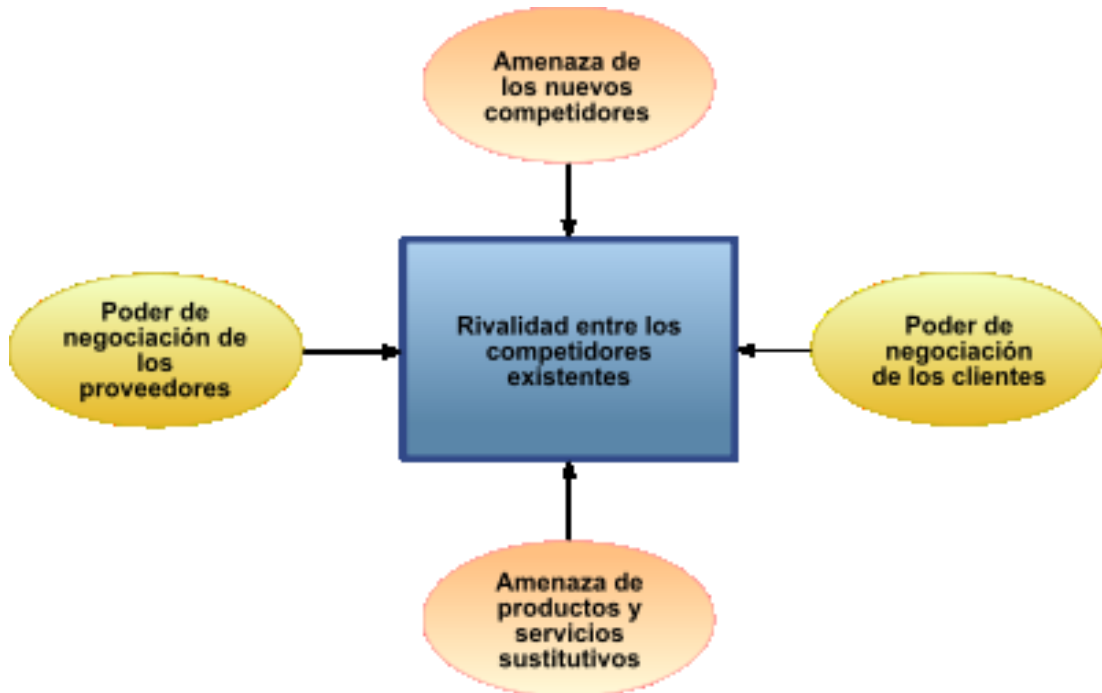 Amenaza de
los nuevos
competidores
Poder de
negociación de
los
proveedores
Rivalidad entre los
competidores
existentes
Poder de
negociación
de los clientes
Amenaza de
productos y
servicios
sustitutivos